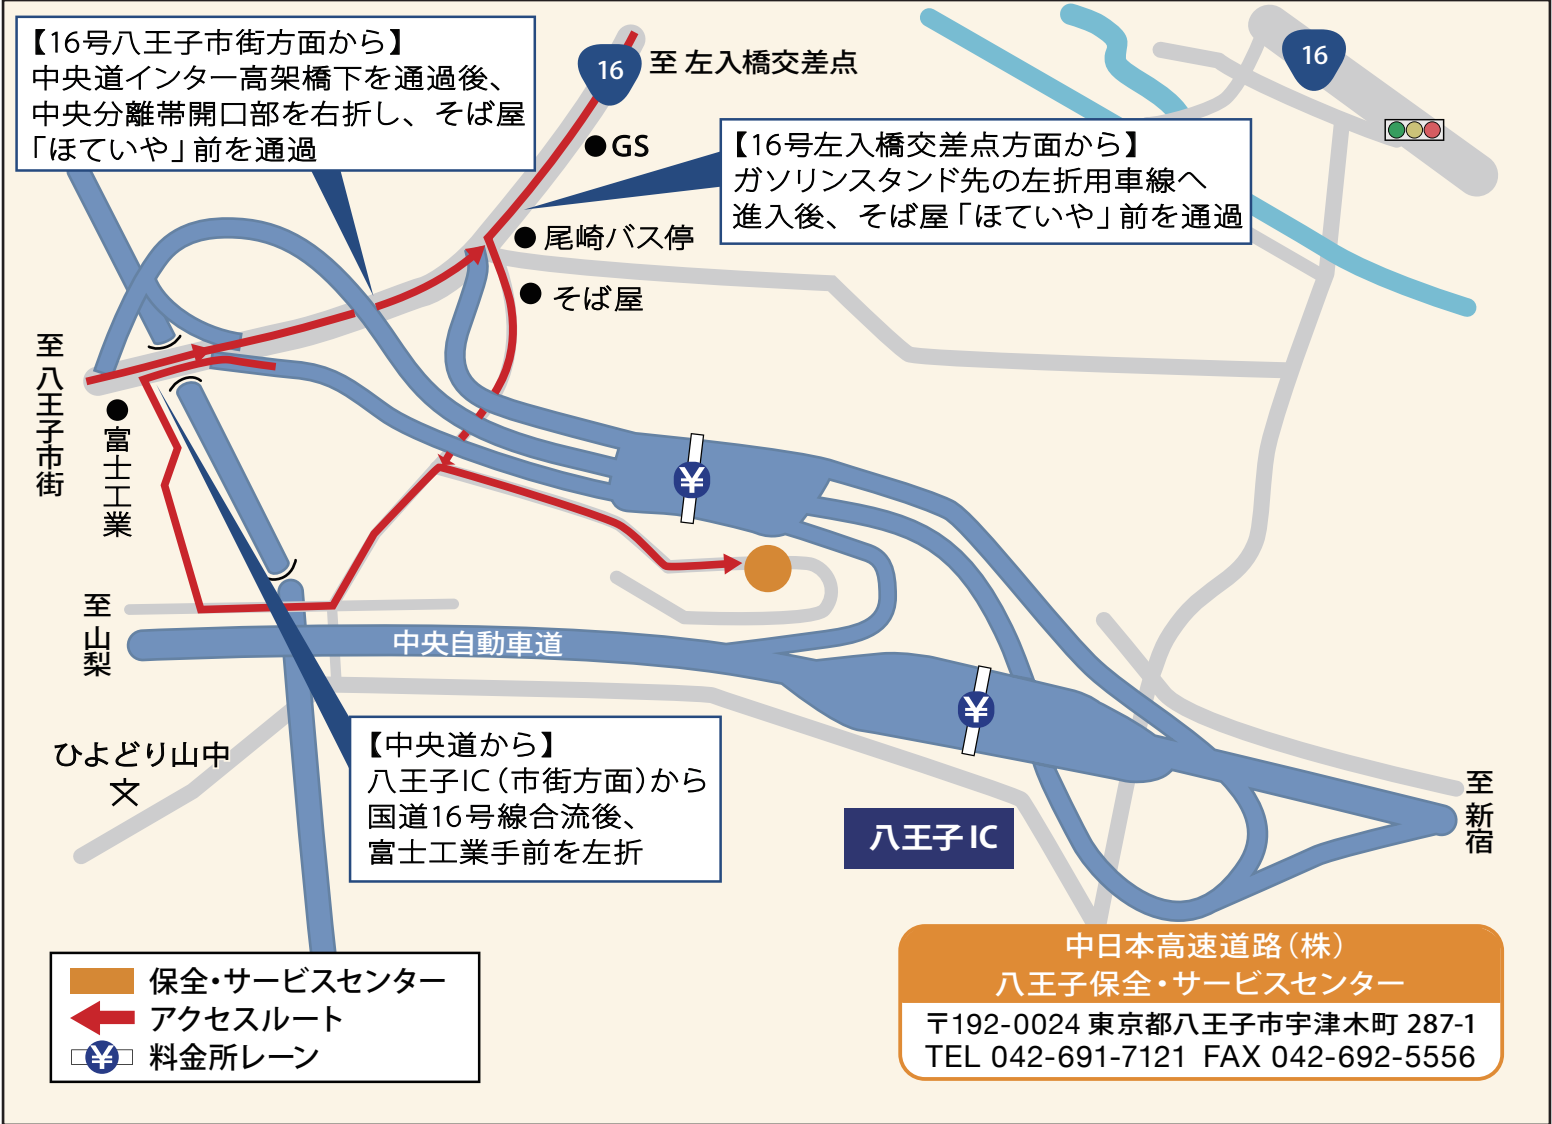 【16号八王子市街方面から】
中央道インター高架橋下を通過後、
中央分離帯開口部を右折し、そば屋
「ほていや」前を通過
16
至 左入橋交差点
16
GS
【16号左入橋交差点方面から】
ガソリンスタンド先の左折用車線へ
進入後、そば屋「ほていや」前を通過
尾崎バス停
そば屋
至 八王子市街
富士工業
¥
至 山梨
中央自動車道
¥
ひよどり山中
文
【中央道から】
八王子IC(市街方面)から
国道16号線合流後、
富士工業手前を左折
八王子 IC
至 新宿
保全・サービスセンター
アクセスルート
¥ 料金所レーン
中日本高速道路(株)
八王子保全・サービスセンター
〒192-0024 東京都八王子市宇津木町 287-1
TEL 042-691-7121 FAX 042-692-5556